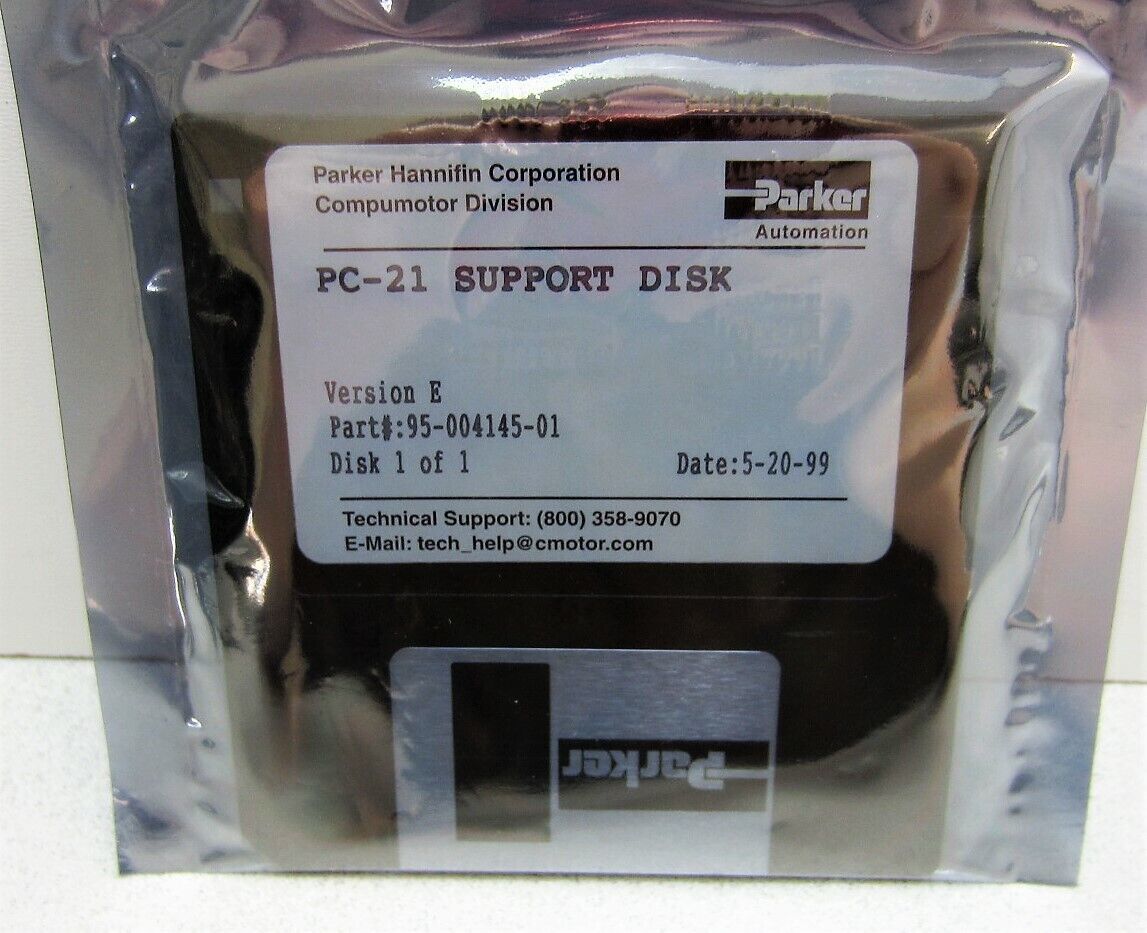 Parker Hannifin Corporation
Compumotor Division
Parker
Automation
PC-21 SUPPORT DISK
Version E
Part#:95-004145-01
Disk 1 of 1
Date:5-20-99
Technical Support: (800) 358-9070
E-Mail: tech_help@cmotor.com
Parker